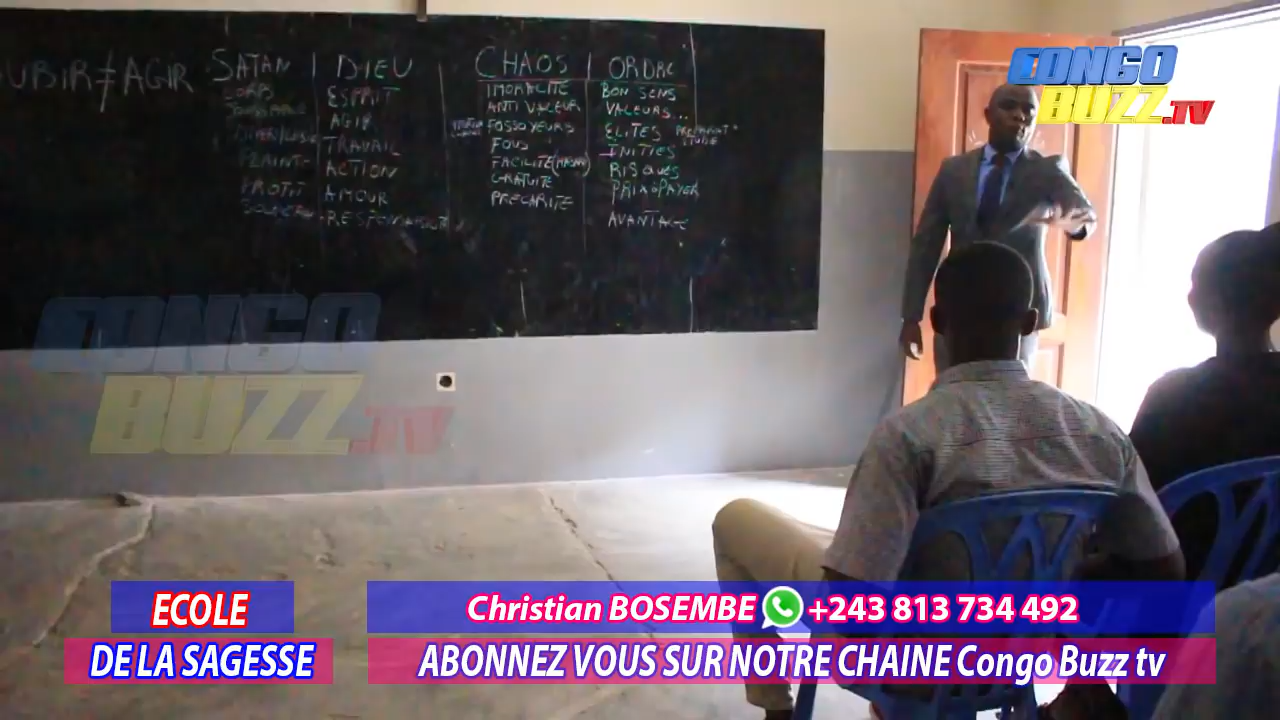 SUBIR ≠ AGIR
SATAN | DIEU
CORPS
ESPRIT
AGIR
TRAVAIL
PLAINT-
ACTION
PROFIT
AMOUR
CHAOS | ORDRE
IMORALITE
BON SENS
ANTI VALEUR
VALEURS...
FOSSOYEURS
ELITES
FOUS
INITIES
FACILITE
RISQUES
GRATUITE
PRIX à PAYER
PRECARITE
AVANTAGE
CONGO
BUZZ.TV
CONGO
BUZZ.TV
ECOLE
DE LA SAGESSE
Christian BOSEMBE +243 813 734 492
ABONNEZ VOUS SUR NOTRE CHAINE Congo Buzz tv